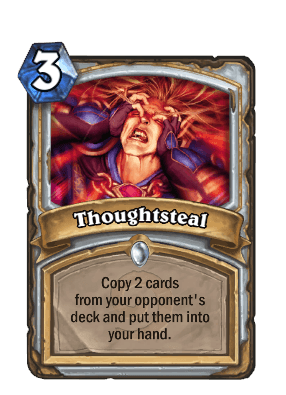 3
Thoughtsteal
Copy 2 cards
from your opponent's
deck and put them into
your hand.